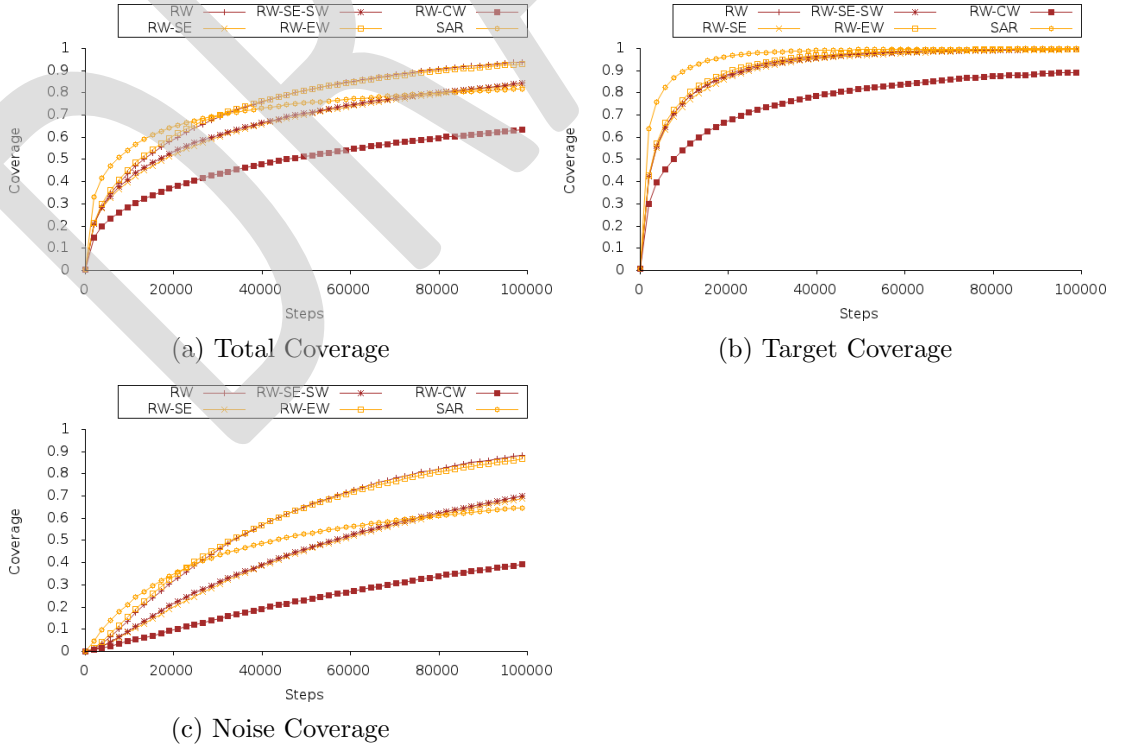 RW RW-SE-SW RW-CW
RW-SE RW-EW SAR
1
0.9
0.8
0.7
0.6
0.5
0.4
0.3
0.2
0.1
0
Coverage
0 20000 40000 60000 80000 100000
Steps
(a) Total Coverage
RW RW-SE-SW RW-CW
RW-SE RW-EW SAR
1
0.9
0.8
0.7
0.6
0.5
0.4
0.3
0.2
0.1
0
Coverage
0 20000 40000 60000 80000 100000
Steps
(b) Target Coverage
RW RW-SE-SW RW-CW
RW-SE RW-EW SAR
1
0.9
0.8
0.7
0.6
0.5
0.4
0.3
0.2
0.1
0
Coverage
0 20000 40000 60000 80000 100000
Steps
(c) Noise Coverage